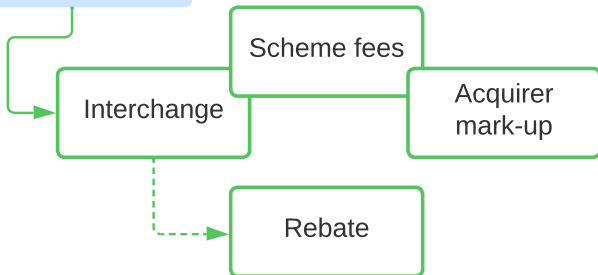 Scheme fees
Interchange
Acquirer
mark-up
Rebate